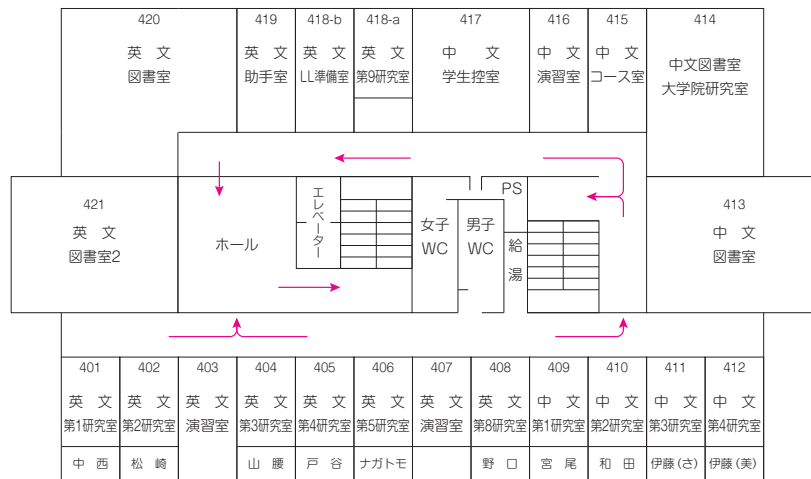 420
英 文
図書室
419
英 文
助手室
418-b
英 文
LL準備室
418-a
英 文
第9研究室
417
中 文
学生控室
416
中 文
演習室
415
中 文
コース室
414
中文図書室
大学院研究室
421
英 文
図書室2
ホール
エレベーター
女子
WC
男子
WC
PS
給
湯
413
中 文
図書室
401
英 文
第1研究室
中 西
402
英 文
第2研究室
松 崎
403
英 文
演習室
404
英 文
第3研究室
山 腰
405
英 文
第4研究室
戸 谷
406
英 文
第5研究室
ナガトモ
407
英 文
演習室
408
英 文
第8研究室
野 口
409
中 文
第1研究室
宮 尾
410
中 文
第2研究室
和 田
411
中 文
第3研究室
伊藤(さ)
412
中 文
第4研究室
伊藤(美)